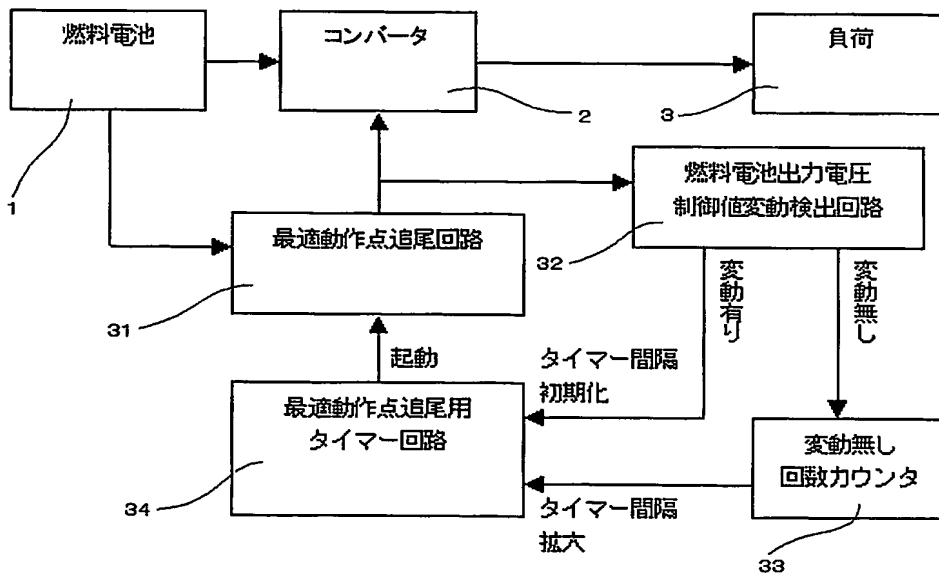 燃料電池
コンバータ
負荷
1
2
3
燃料電池出力電圧
制御値変動検出回路
32
最適動作点追尾回路
31
変動有り
変動無し
起動
タイマー間隔
初期化
最適動作点追尾用
タイマー回路
34
変動無し
回数カウンタ
33
タイマー間隔
拡大